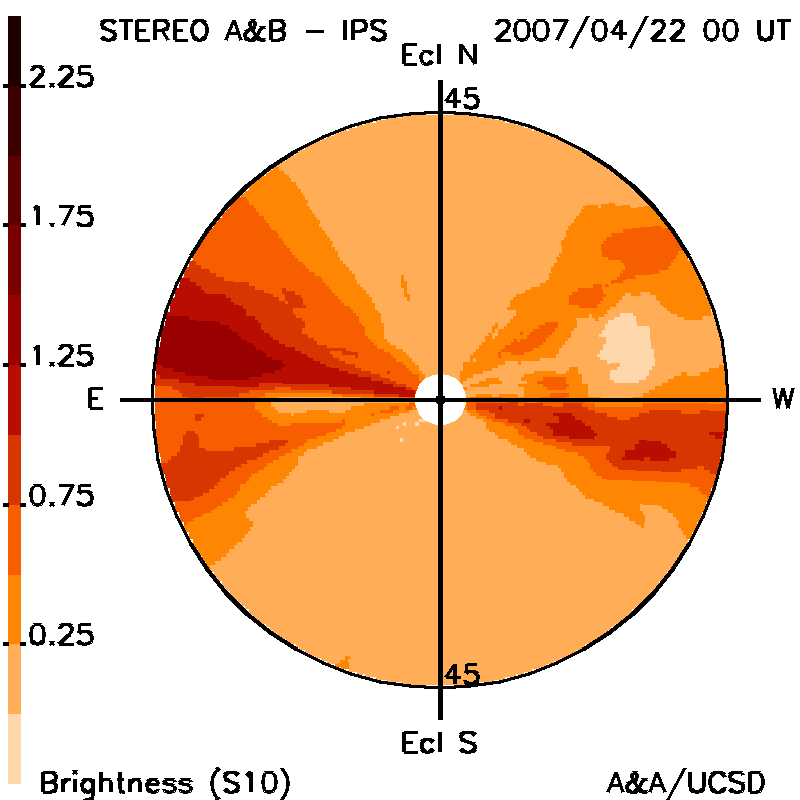 STEREO A&B – IPS 2007/04/22 00 UT
Ecl N
45
2.25
1.75
1.25
E W
0.75
0.25
45
Ecl S
Brightness (S10) A&A/UCSD